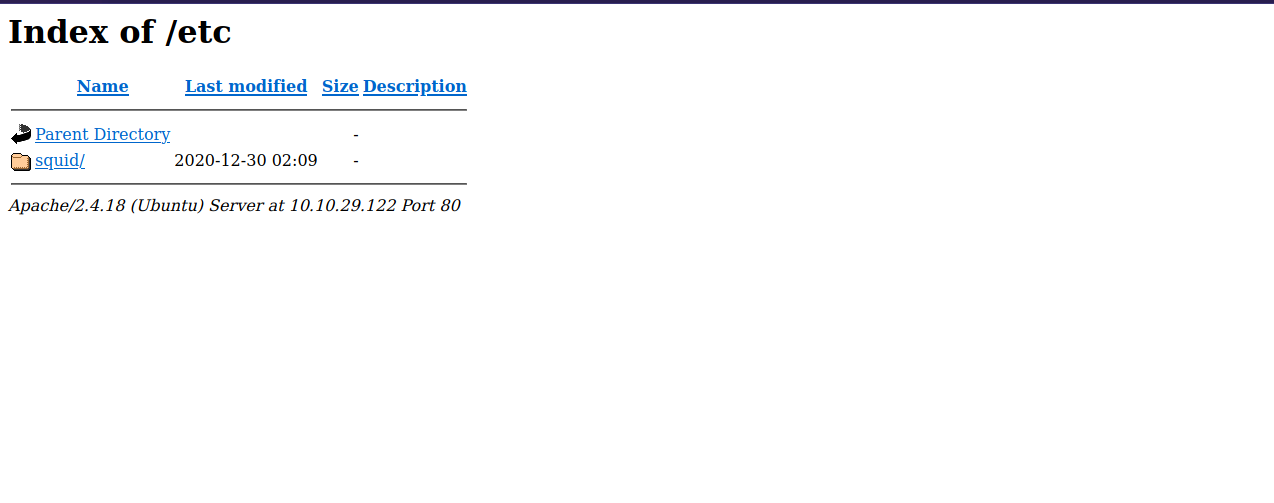 Index of /etc
Name Last modified Size Description
Parent Directory -
squid/ 2020-12-30 02:09 -
Apache/2.4.18 (Ubuntu) Server at 10.10.29.122 Port 80